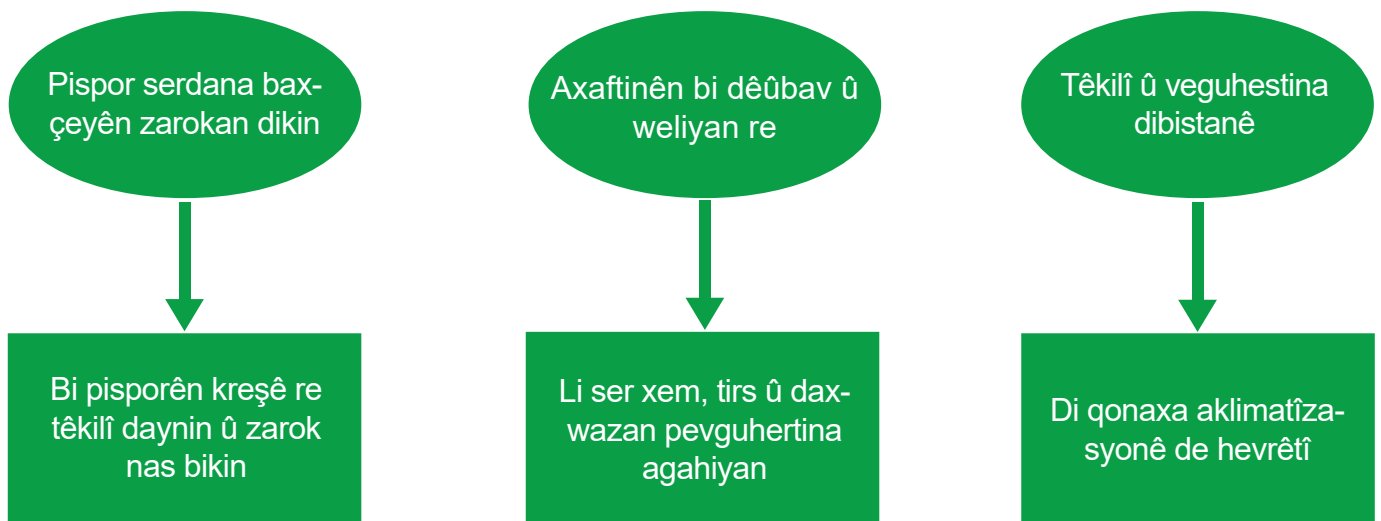 Pispor serdana bax-
çeyên zarokan dikin
Axaftinên bi dêûbav û
weliyan re
Têkilî û veguhestina
dibistanê
Bi pisporên kreşê re
têkilî daynin û zarok
nas bikin
Li ser xem, tirs û dax-
wazan pevguhertina
agahiyan
Di qonaxa aklimatîza-
syonê de hevrêtî